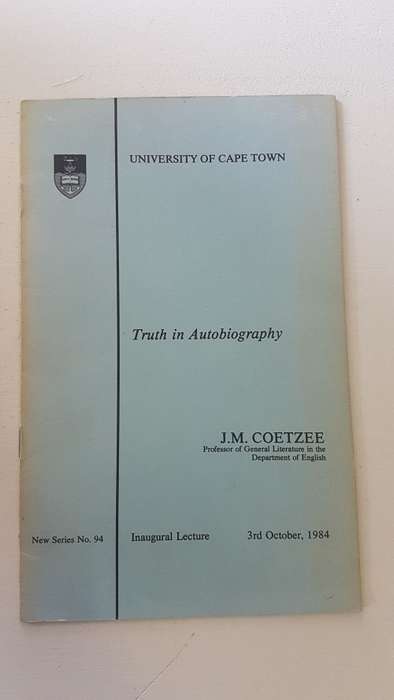 UNIVERSITY OF CAPE TOWN
Truth in Autobiography
J.M. COETZEE
Professor of General Literature in the
Department of English
New Series No. 94
Inaugural Lecture
3rd October, 1984